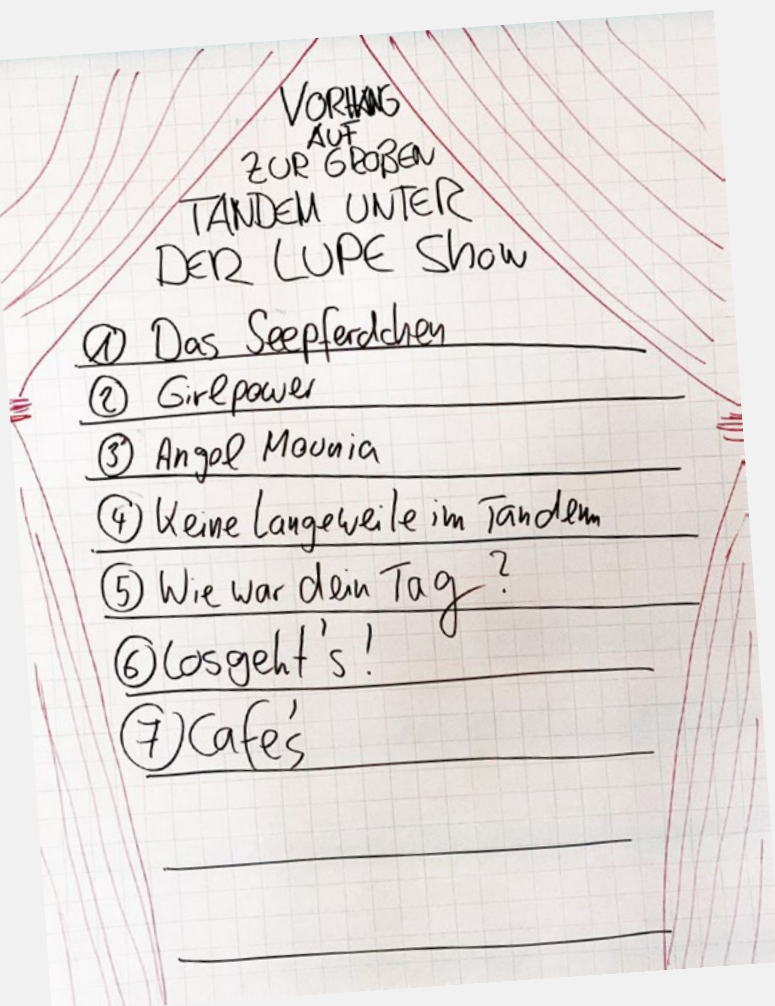 VORHANG
AUF
ZUR GROßEN
TANDEM UNTER
DER LUPE Show
① Das Seepferdchen
② Girlpower
③ Angel Mounia
④ Keine Langeweile im Tandem
⑤ Wie war dein Tag?
⑥ Losgeht's!
⑦ Cafe's